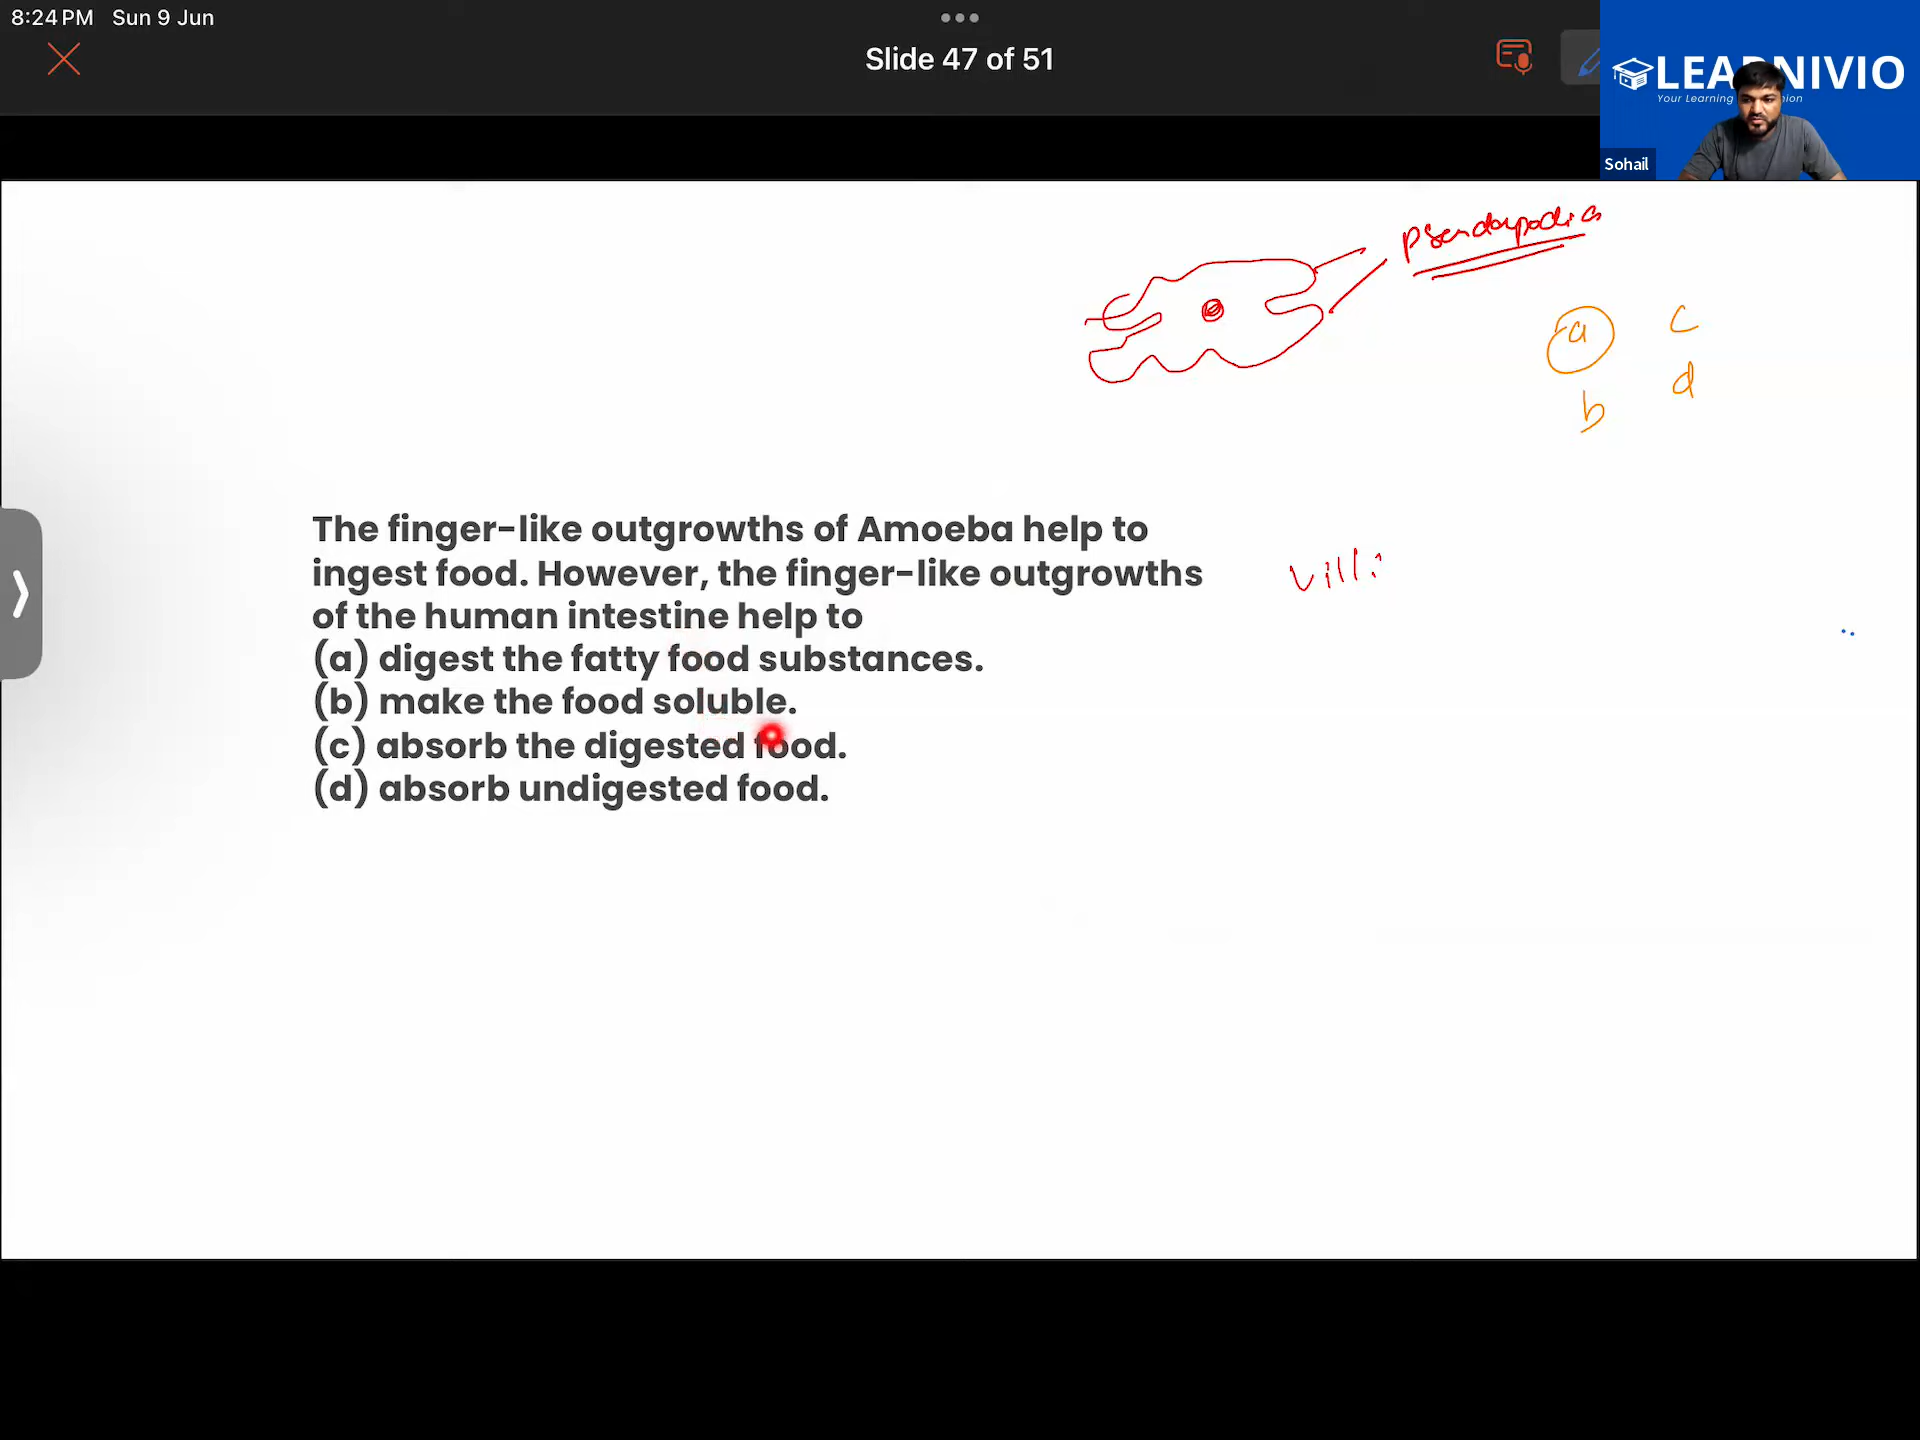 8:24 PM Sun 9 Jun
Slide 47 of 51
LEARNIVIO
Your Learning
Sohail
Pseudopodia
a c
b d
The finger-like outgrowths of Amoeba help to
ingest food. However, the finger-like outgrowths
of the human intestine help to
villi
(a) digest the fatty food substances.
(b) make the food soluble.
(c) absorb the digested food.
(d) absorb undigested food.